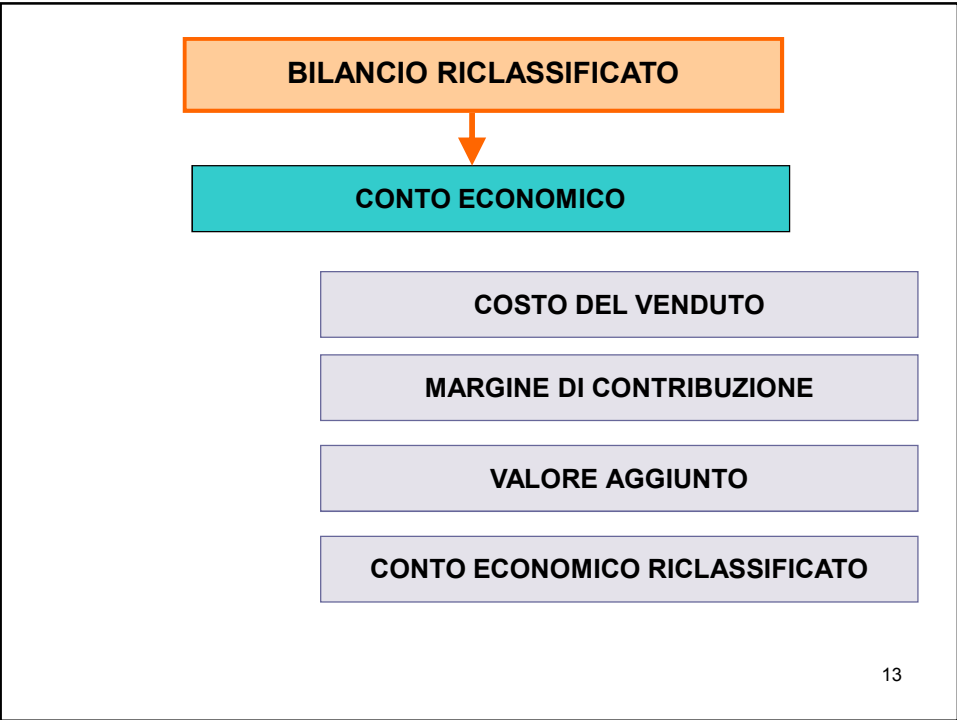 BILANCIO RICLASSIFICATO
CONTO ECONOMICO
COSTO DEL VENDUTO
MARGINE DI CONTRIBUZIONE
VALORE AGGIUNTO
CONTO ECONOMICO RICLASSIFICATO
13